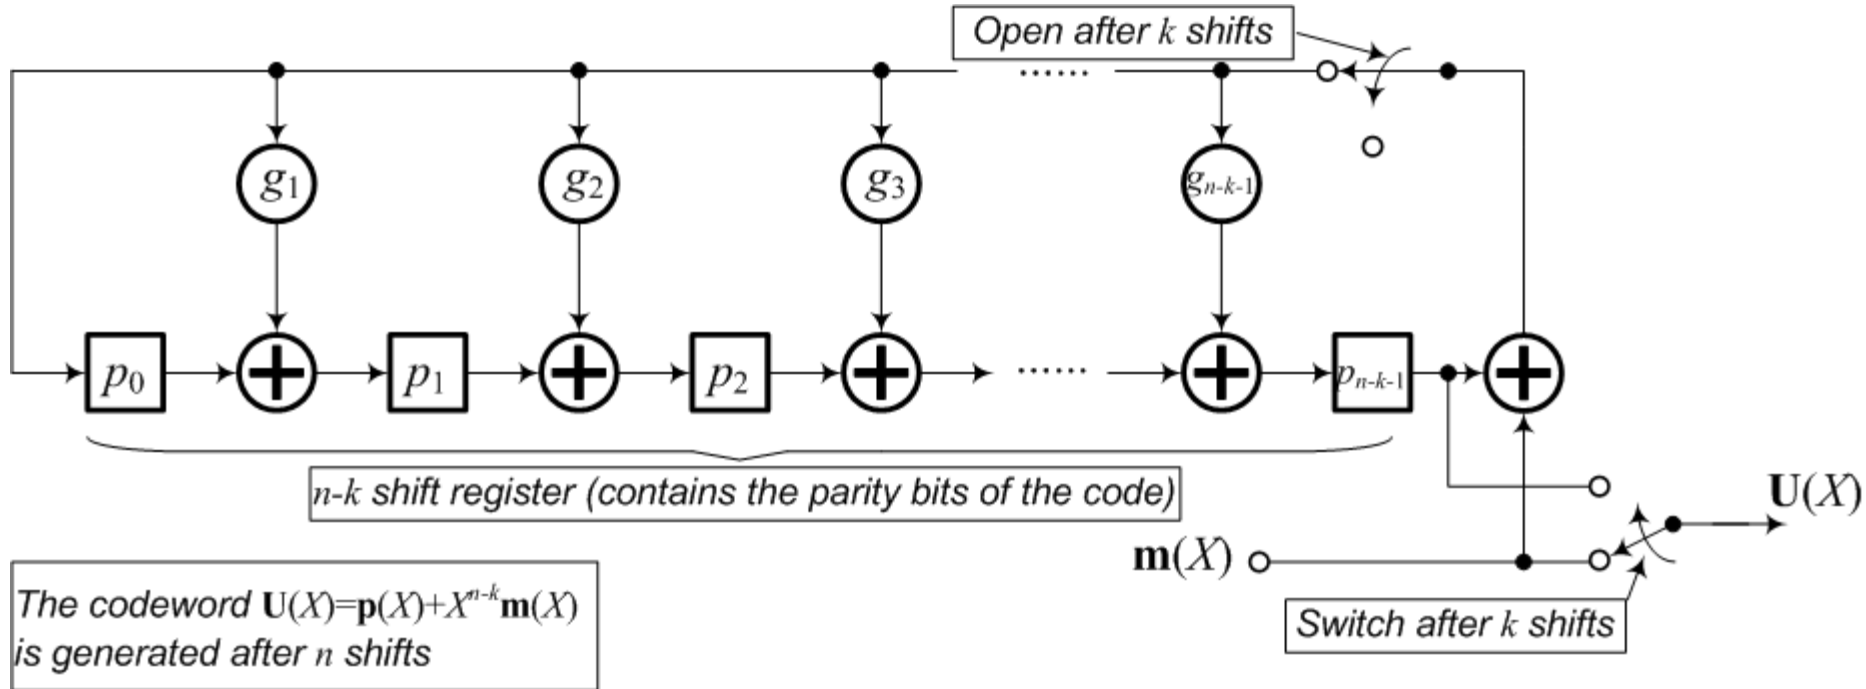 Open after k shifts
......
g₁
g₂
g₃
gₙ₋ₖ₋₁
p₀
p₁
p₂
......
pₙ₋ₖ₋₁
n-k shift register (contains the parity bits of the code)
U(X)
m(X)
Switch after k shifts
The codeword U(X)=p(X)+Xⁿ⁻ᵏm(X)
is generated after n shifts